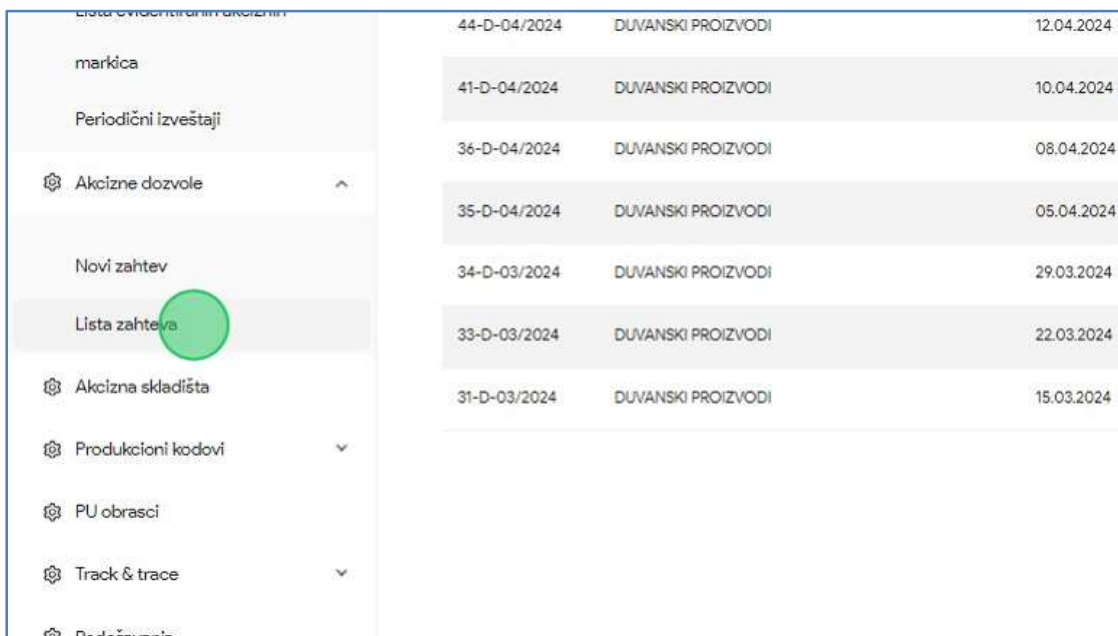 Lista evidentiranih akciznih
markica
Periodični izveštaji
Akcizne dozvole
Novi zahtev
Lista zahteva
Akcizna skladišta
Produkcioni kodovi
PU obrasci
Track & trace
44-D-04/2024 DUVANSKI PROIZVODI 12.04.2024
41-D-04/2024 DUVANSKI PROIZVODI 10.04.2024
36-D-04/2024 DUVANSKI PROIZVODI 08.04.2024
35-D-04/2024 DUVANSKI PROIZVODI 05.04.2024
34-D-03/2024 DUVANSKI PROIZVODI 29.03.2024
33-D-03/2024 DUVANSKI PROIZVODI 22.03.2024
31-D-03/2024 DUVANSKI PROIZVODI 15.03.2024